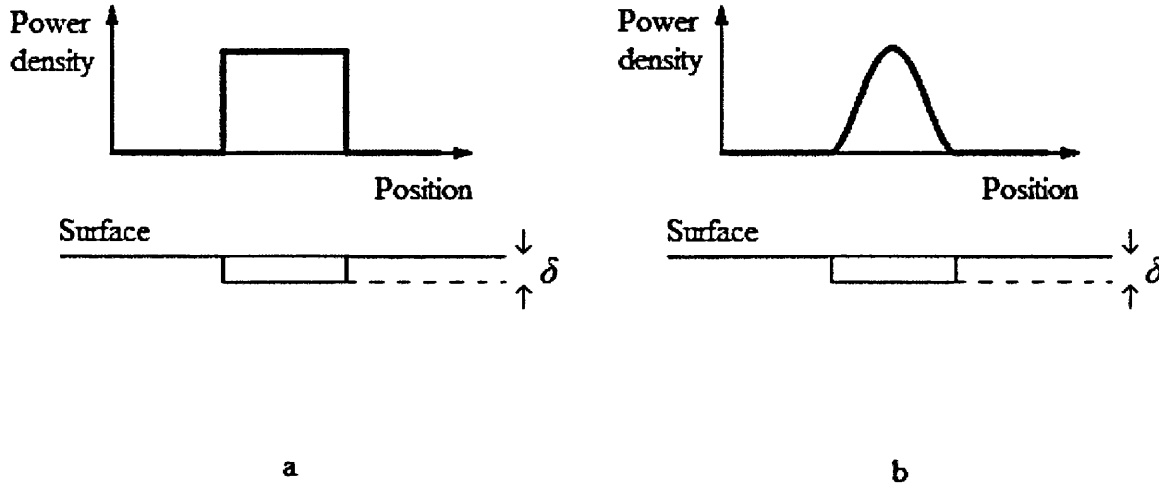 Power
density
Position
Surface
δ
a
Power
density
Position
Surface
δ
b